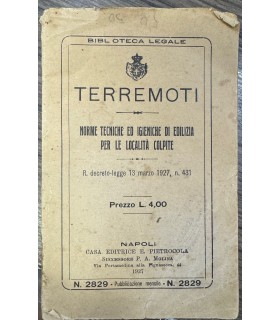 BIBLIOTECA LEGALE
TERREMOTI
NORME TECNICHE ED IGIENICHE DI EDILIZIA
PER LE LOCALITÀ COLPITE
R. decreto-legge 13 marzo 1927, n. 431
Prezzo L. 4,00
NAPOLI
CASA EDITRICE E. PIETROCOLA
SUCCESSORE P. A. MOLINA
Via Portamedina alla Pignasecca, 44
1927
N. 2829 - Pubblicazione mensile - N. 2829